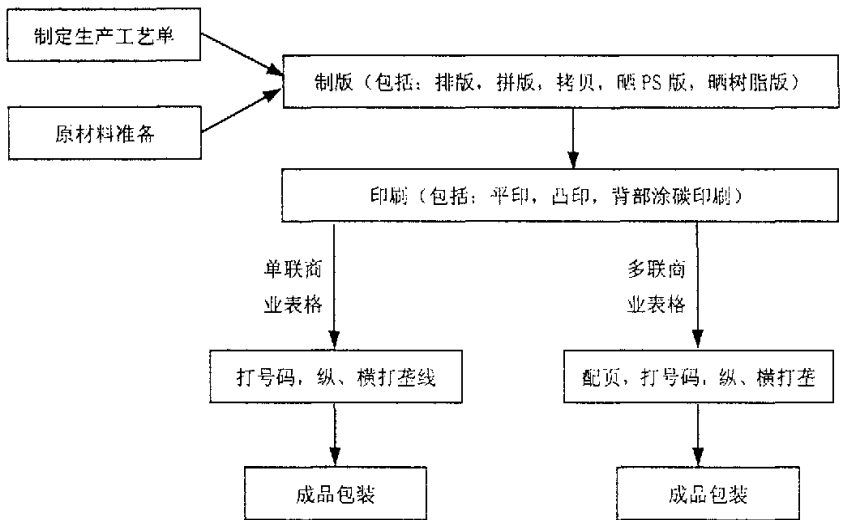 制定生产工艺单
制版（包括：排版，拼版，拷贝，晒PS版，晒树脂版）
原材料准备
印刷（包括：平印，凸印，背部涂碳印刷）
单联商
业表格
多联商
业表格
打号码，纵、横打垄线
配页，打号码，纵、横打垄
成品包装
成品包装